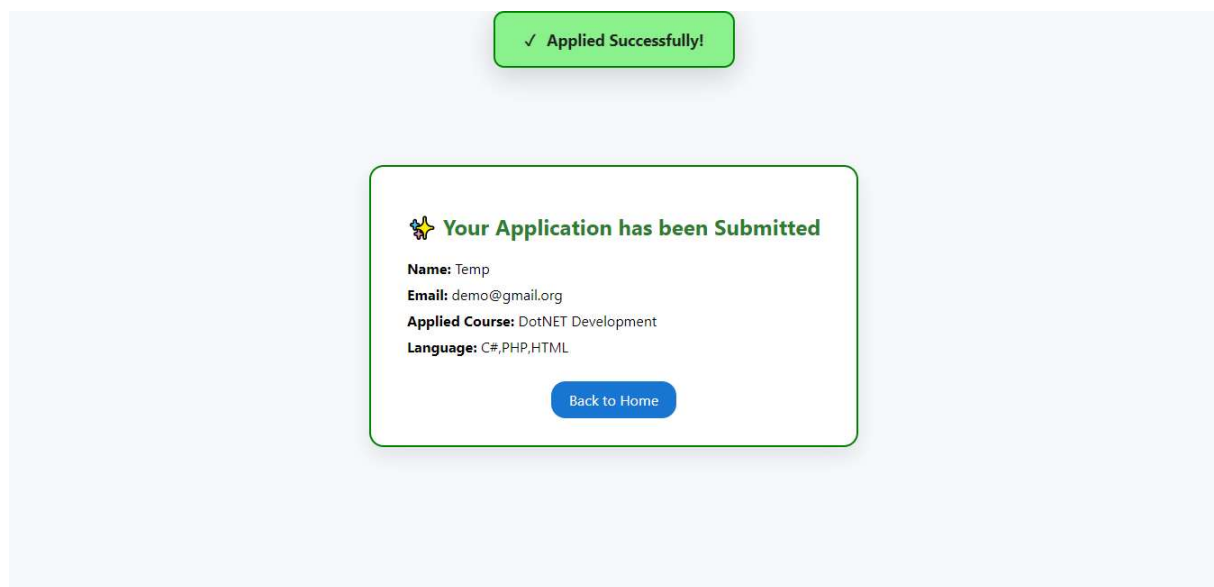 ✓ Applied Successfully!
✨ Your Application has been Submitted
Name: Temp
Email: demo@gmail.org
Applied Course: DotNET Development
Language: C#,PHP,HTML
Back to Home